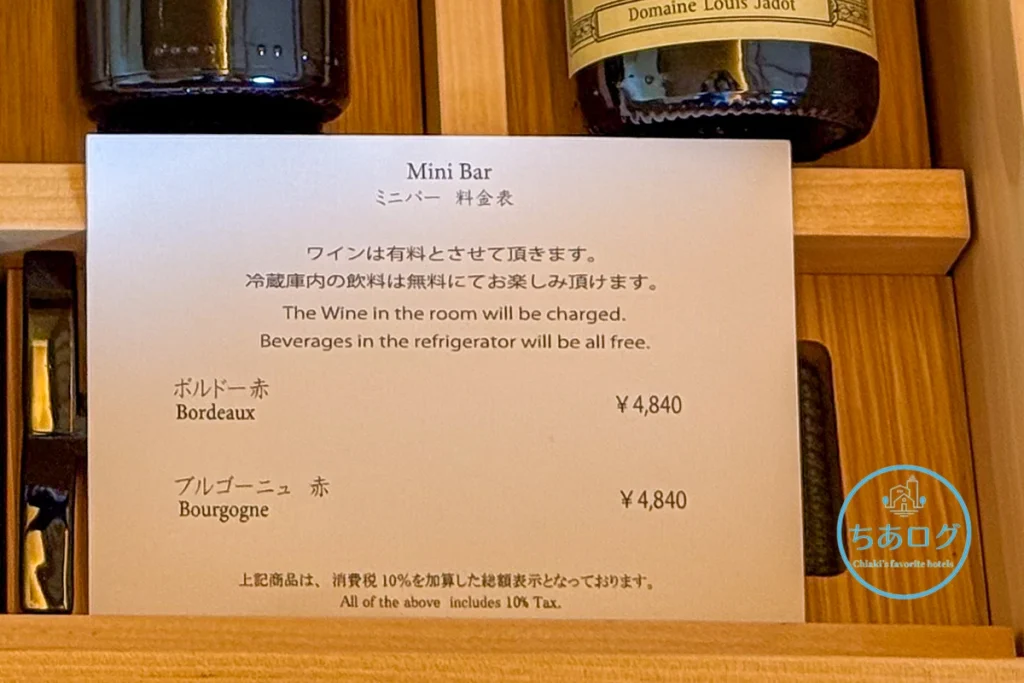 Domaine Louis Jadot
Mini Bar
ミニバー 料金表
ワインは有料とさせて頂きます。
冷蔵庫内の飲料は無料にてお楽しみ頂けます。
The Wine in the room will be charged.
Beverages in the refrigerator will be all free.
ボルドー赤
Bordeaux
¥4,840
ブルゴーニュ 赤
Bourgogne
¥4,840
上記商品は、消費税10%を加算した総額表示となっております。
All of the above includes 10% Tax.
ちあログ
Chiaki's favorite hotels